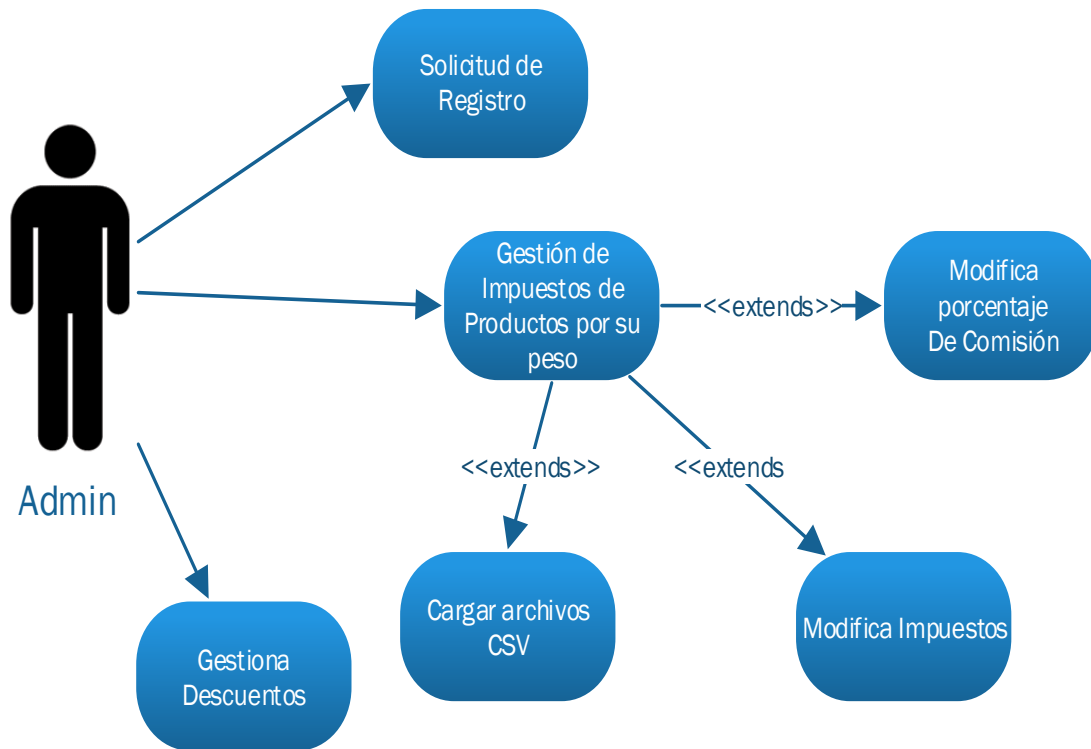 Solicitud de
Registro
Gestión de
Impuestos de
Productos por su
peso
<<extends>>
Modifica
porcentaje
De Comisión
<<extends>>
<<extends
Admin
Cargar archivos
CSV
Modifica Impuestos
Gestiona
Descuentos